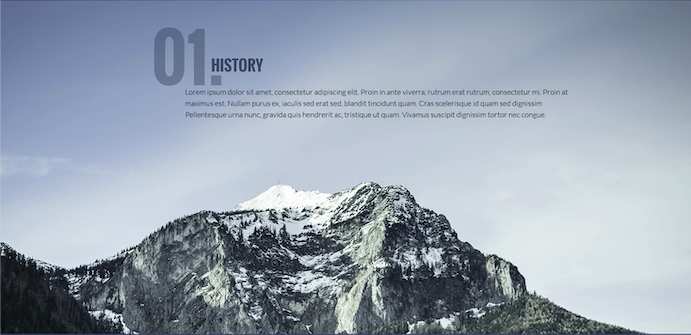 01.
HISTORY
Lorem ipsum dolor sit amet, consectetur adipiscing elit. Proin in ante viverra, rutrum erat rutrum, consectetur mi. Proin at
maximus est. Nullam purus ex, iaculis sed erat sed, blandit tincidunt quam. Cras scelerisque id quam sed dignissim
Pellentesque urna nunc, gravida quis hendrerit ac, tristique ut quam. Vivamus suscipit dignissim tortor nec congue.